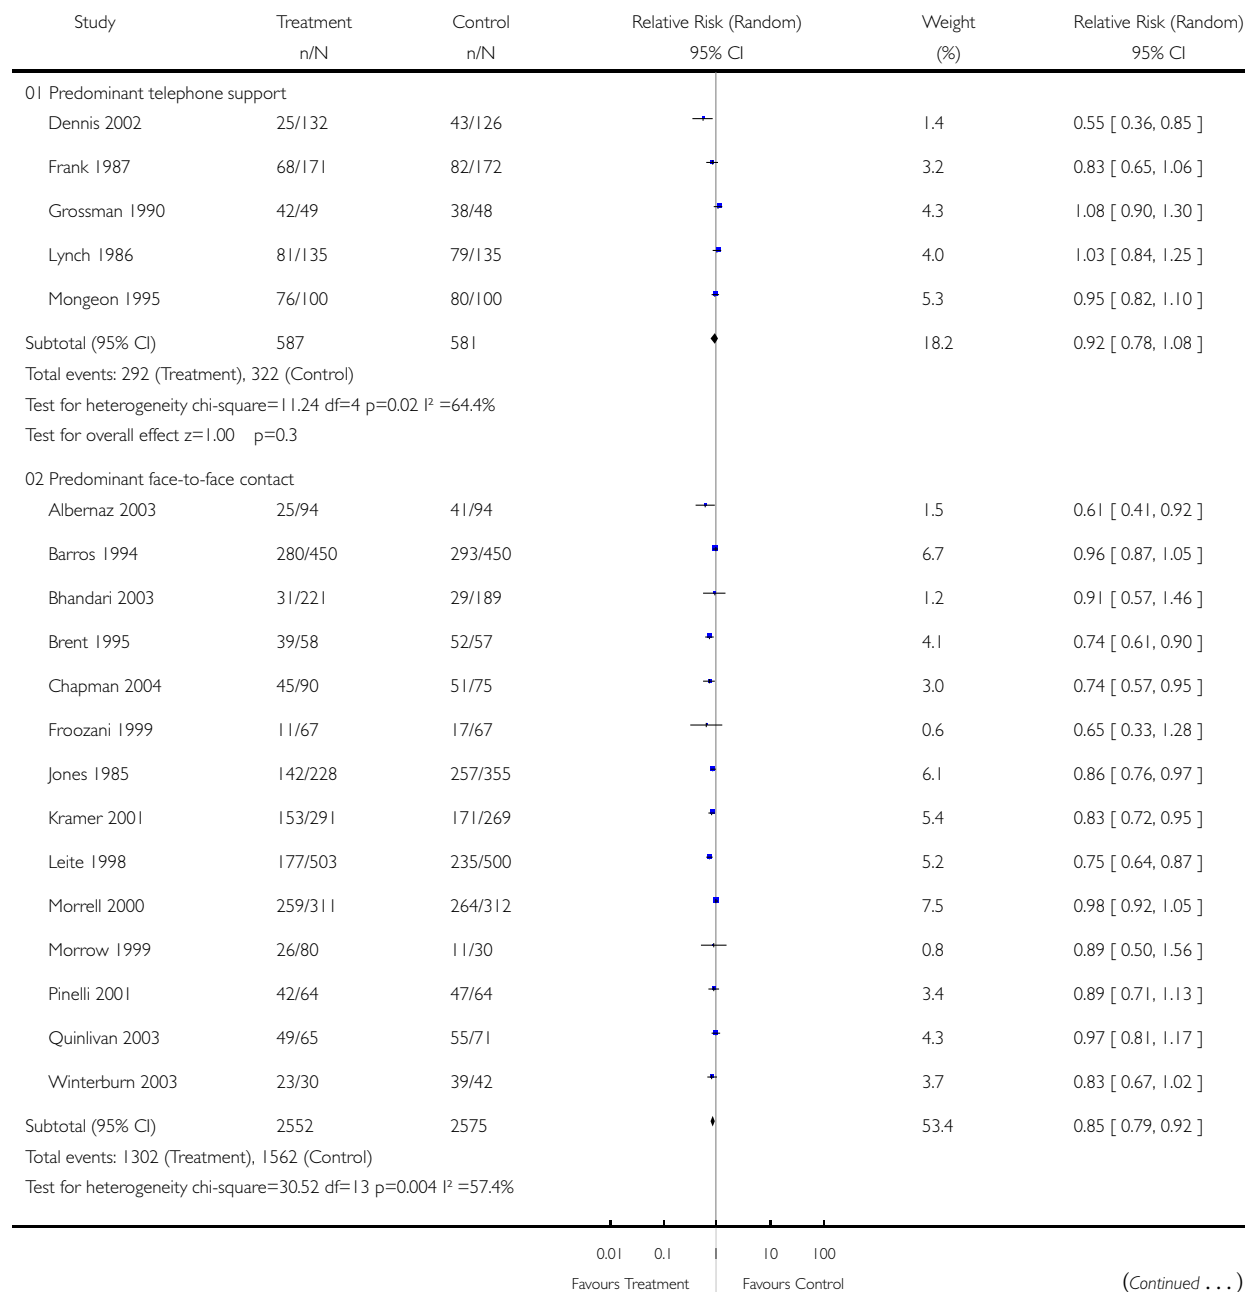 Study Treatment Control Relative Risk (Random) Weight Relative Risk (Random)
n/N n/N 95% CI (%) 95% CI
01 Predominant telephone support
Dennis 2002 25/132 43/126 1.4 0.55 [ 0.36, 0.85 ]
Frank 1987 68/171 82/172 3.2 0.83 [ 0.65, 1.06 ]
Grossman 1990 42/49 38/48 4.3 1.08 [ 0.90, 1.30 ]
Lynch 1986 81/135 79/135 4.0 1.03 [ 0.84, 1.25 ]
Mongeon 1995 76/100 80/100 5.3 0.95 [ 0.82, 1.10 ]
Subtotal (95% CI) 587 581 18.2 0.92 [ 0.78, 1.08 ]
Total events: 292 (Treatment), 322 (Control)
Test for heterogeneity chi-square=11.24 df=4 p=0.02 I² =64.4%
Test for overall effect z=1.00 p=0.3
02 Predominant face-to-face contact
Albernaz 2003 25/94 41/94 1.5 0.61 [ 0.41, 0.92 ]
Barros 1994 280/450 293/450 6.7 0.96 [ 0.87, 1.05 ]
Bhandari 2003 31/221 29/189 1.2 0.91 [ 0.57, 1.46 ]
Brent 1995 39/58 52/57 4.1 0.74 [ 0.61, 0.90 ]
Chapman 2004 45/90 51/75 3.0 0.74 [ 0.57, 0.95 ]
Froozani 1999 11/67 17/67 0.6 0.65 [ 0.33, 1.28 ]
Jones 1985 142/228 257/355 6.1 0.86 [ 0.76, 0.97 ]
Kramer 2001 153/291 171/269 5.4 0.83 [ 0.72, 0.95 ]
Leite 1998 177/503 235/500 5.2 0.75 [ 0.64, 0.87 ]
Morrell 2000 259/311 264/312 7.5 0.98 [ 0.92, 1.05 ]
Morrow 1999 26/80 11/30 0.8 0.89 [ 0.50, 1.56 ]
Pinelli 2001 42/64 47/64 3.4 0.89 [ 0.71, 1.13 ]
Quinlivan 2003 49/65 55/71 4.3 0.97 [ 0.81, 1.17 ]
Winterburn 2003 23/30 39/42 3.7 0.83 [ 0.67, 1.02 ]
Subtotal (95% CI) 2552 2575 53.4 0.85 [ 0.79, 0.92 ]
Total events: 1302 (Treatment), 1562 (Control)
Test for heterogeneity chi-square=30.52 df=13 p=0.004 I² =57.4%
0.01 0.1 1 10 100
Favours Treatment Favours Control (Continued . . . )